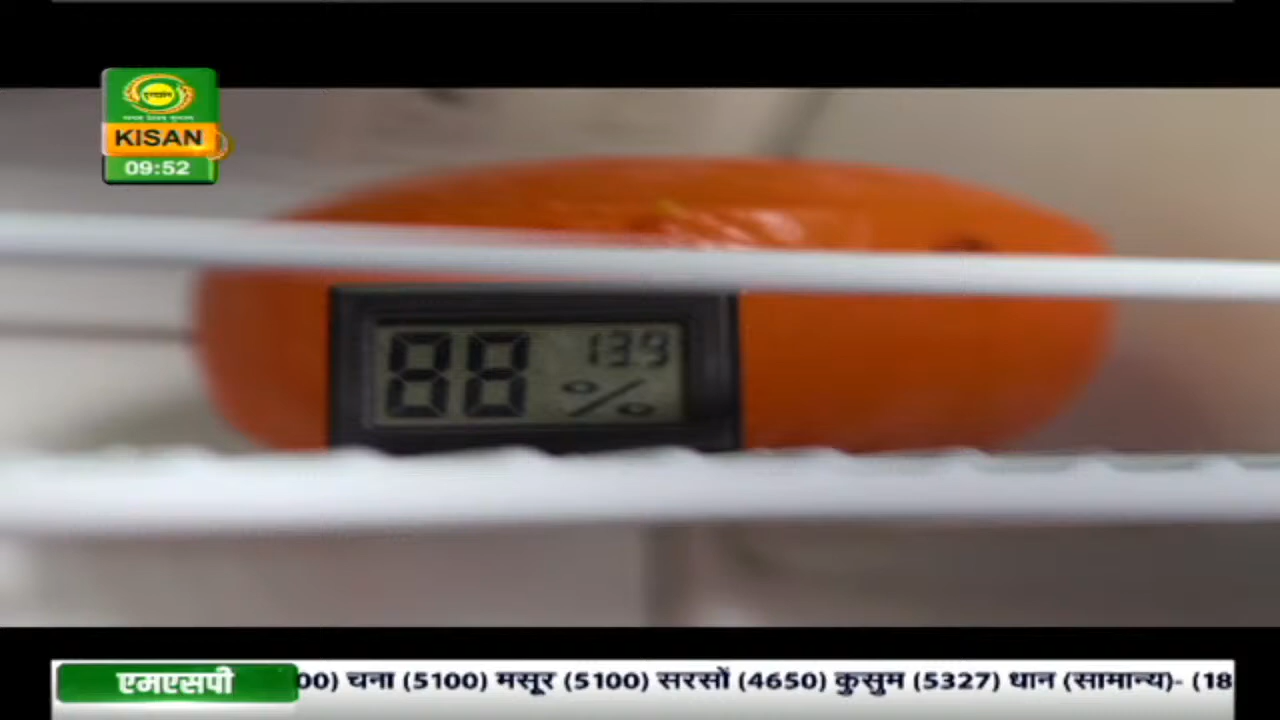 KISAN
09:52
88 13.9
%
एमएसपी 00) चना (5100) मसूर (5100) सरसों (4650) कुसुम (5327) धान (सामान्य)- (18